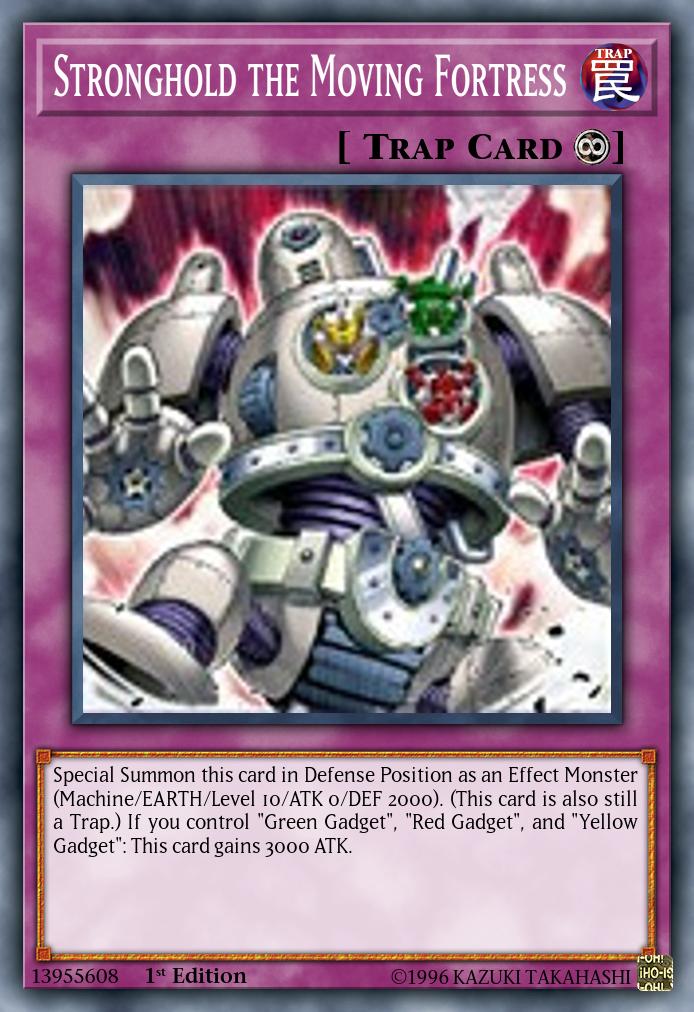 STRONGHOLD THE MOVING FORTRESS
TRAP
罠
[ TRAP CARD ]
Special Summon this card in Defense Position as an Effect Monster
(Machine/EARTH/Level 10/ATK 0/DEF 2000). (This card is also still
a Trap.) If you control "Green Gadget", "Red Gadget", and "Yellow
Gadget": This card gains 3000 ATK.
13955608 1st Edition ©1996 KAZUKI TAKAHASHI